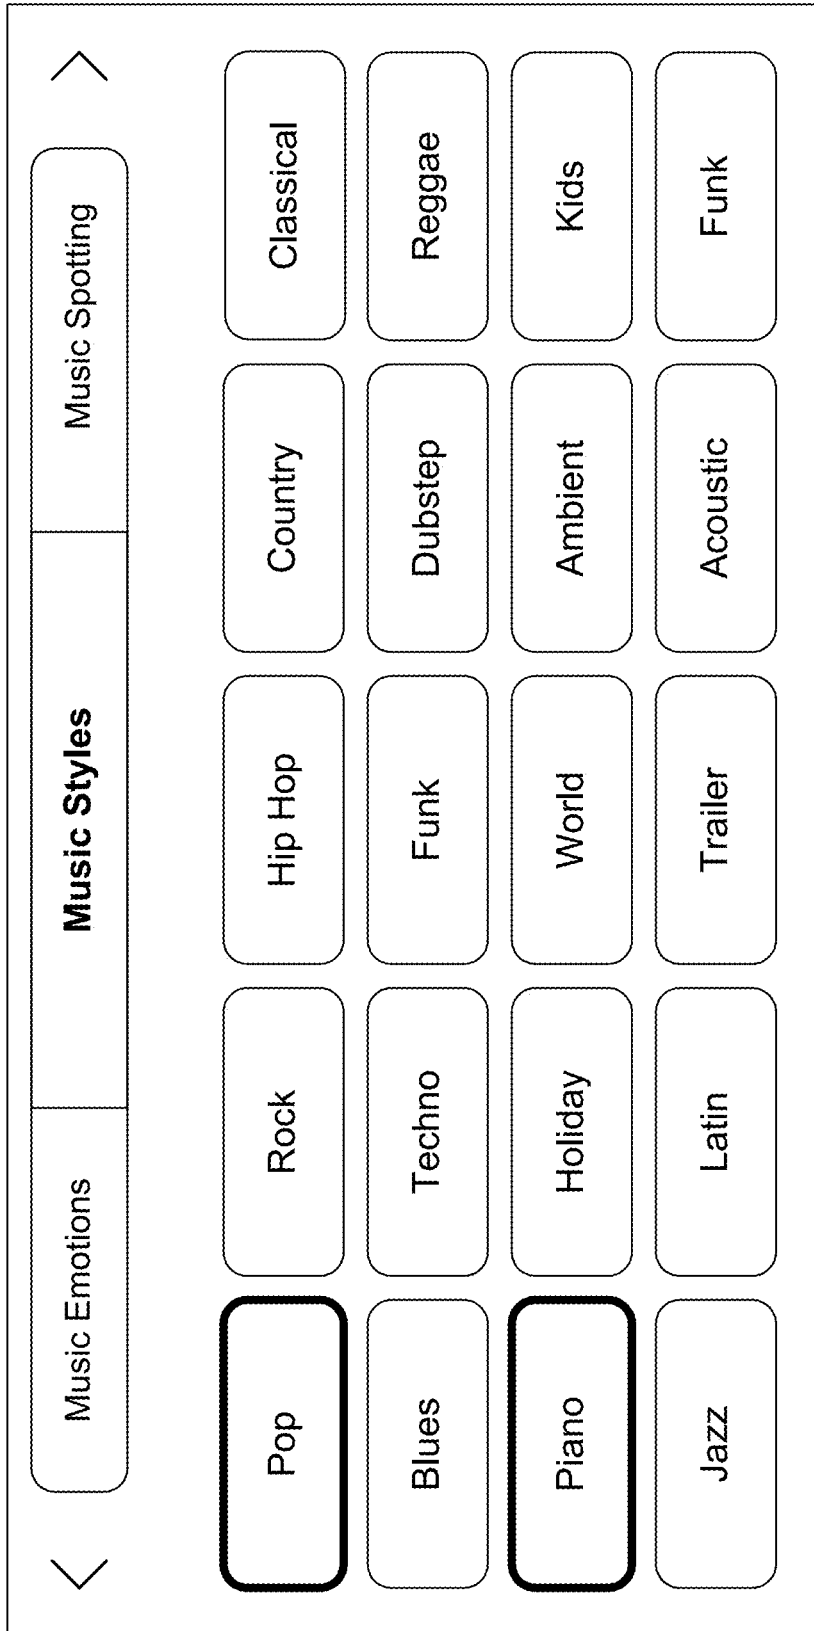 Music Emotions
Music Styles
Music Spotting
Pop
Rock
Hip Hop
Country
Classical
Blues
Techno
Funk
Dubstep
Reggae
Piano
Holiday
World
Ambient
Kids
Jazz
Latin
Trailer
Acoustic
Funk